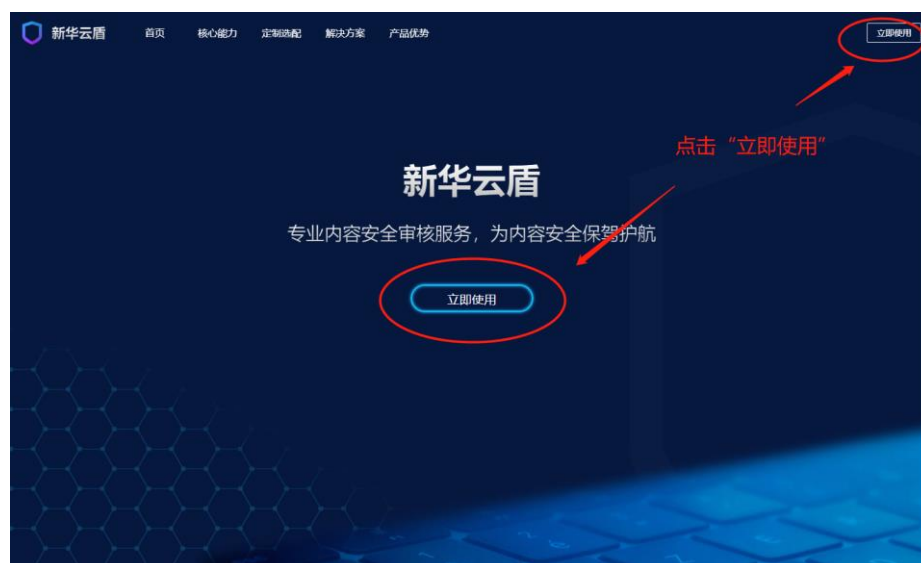 新华云盾 首页 核心能力 定制选配 解决方案 产品优势 立即使用
点击“立即使用”
新华云盾
专业内容安全审核服务，为内容安全保驾护航
立即使用